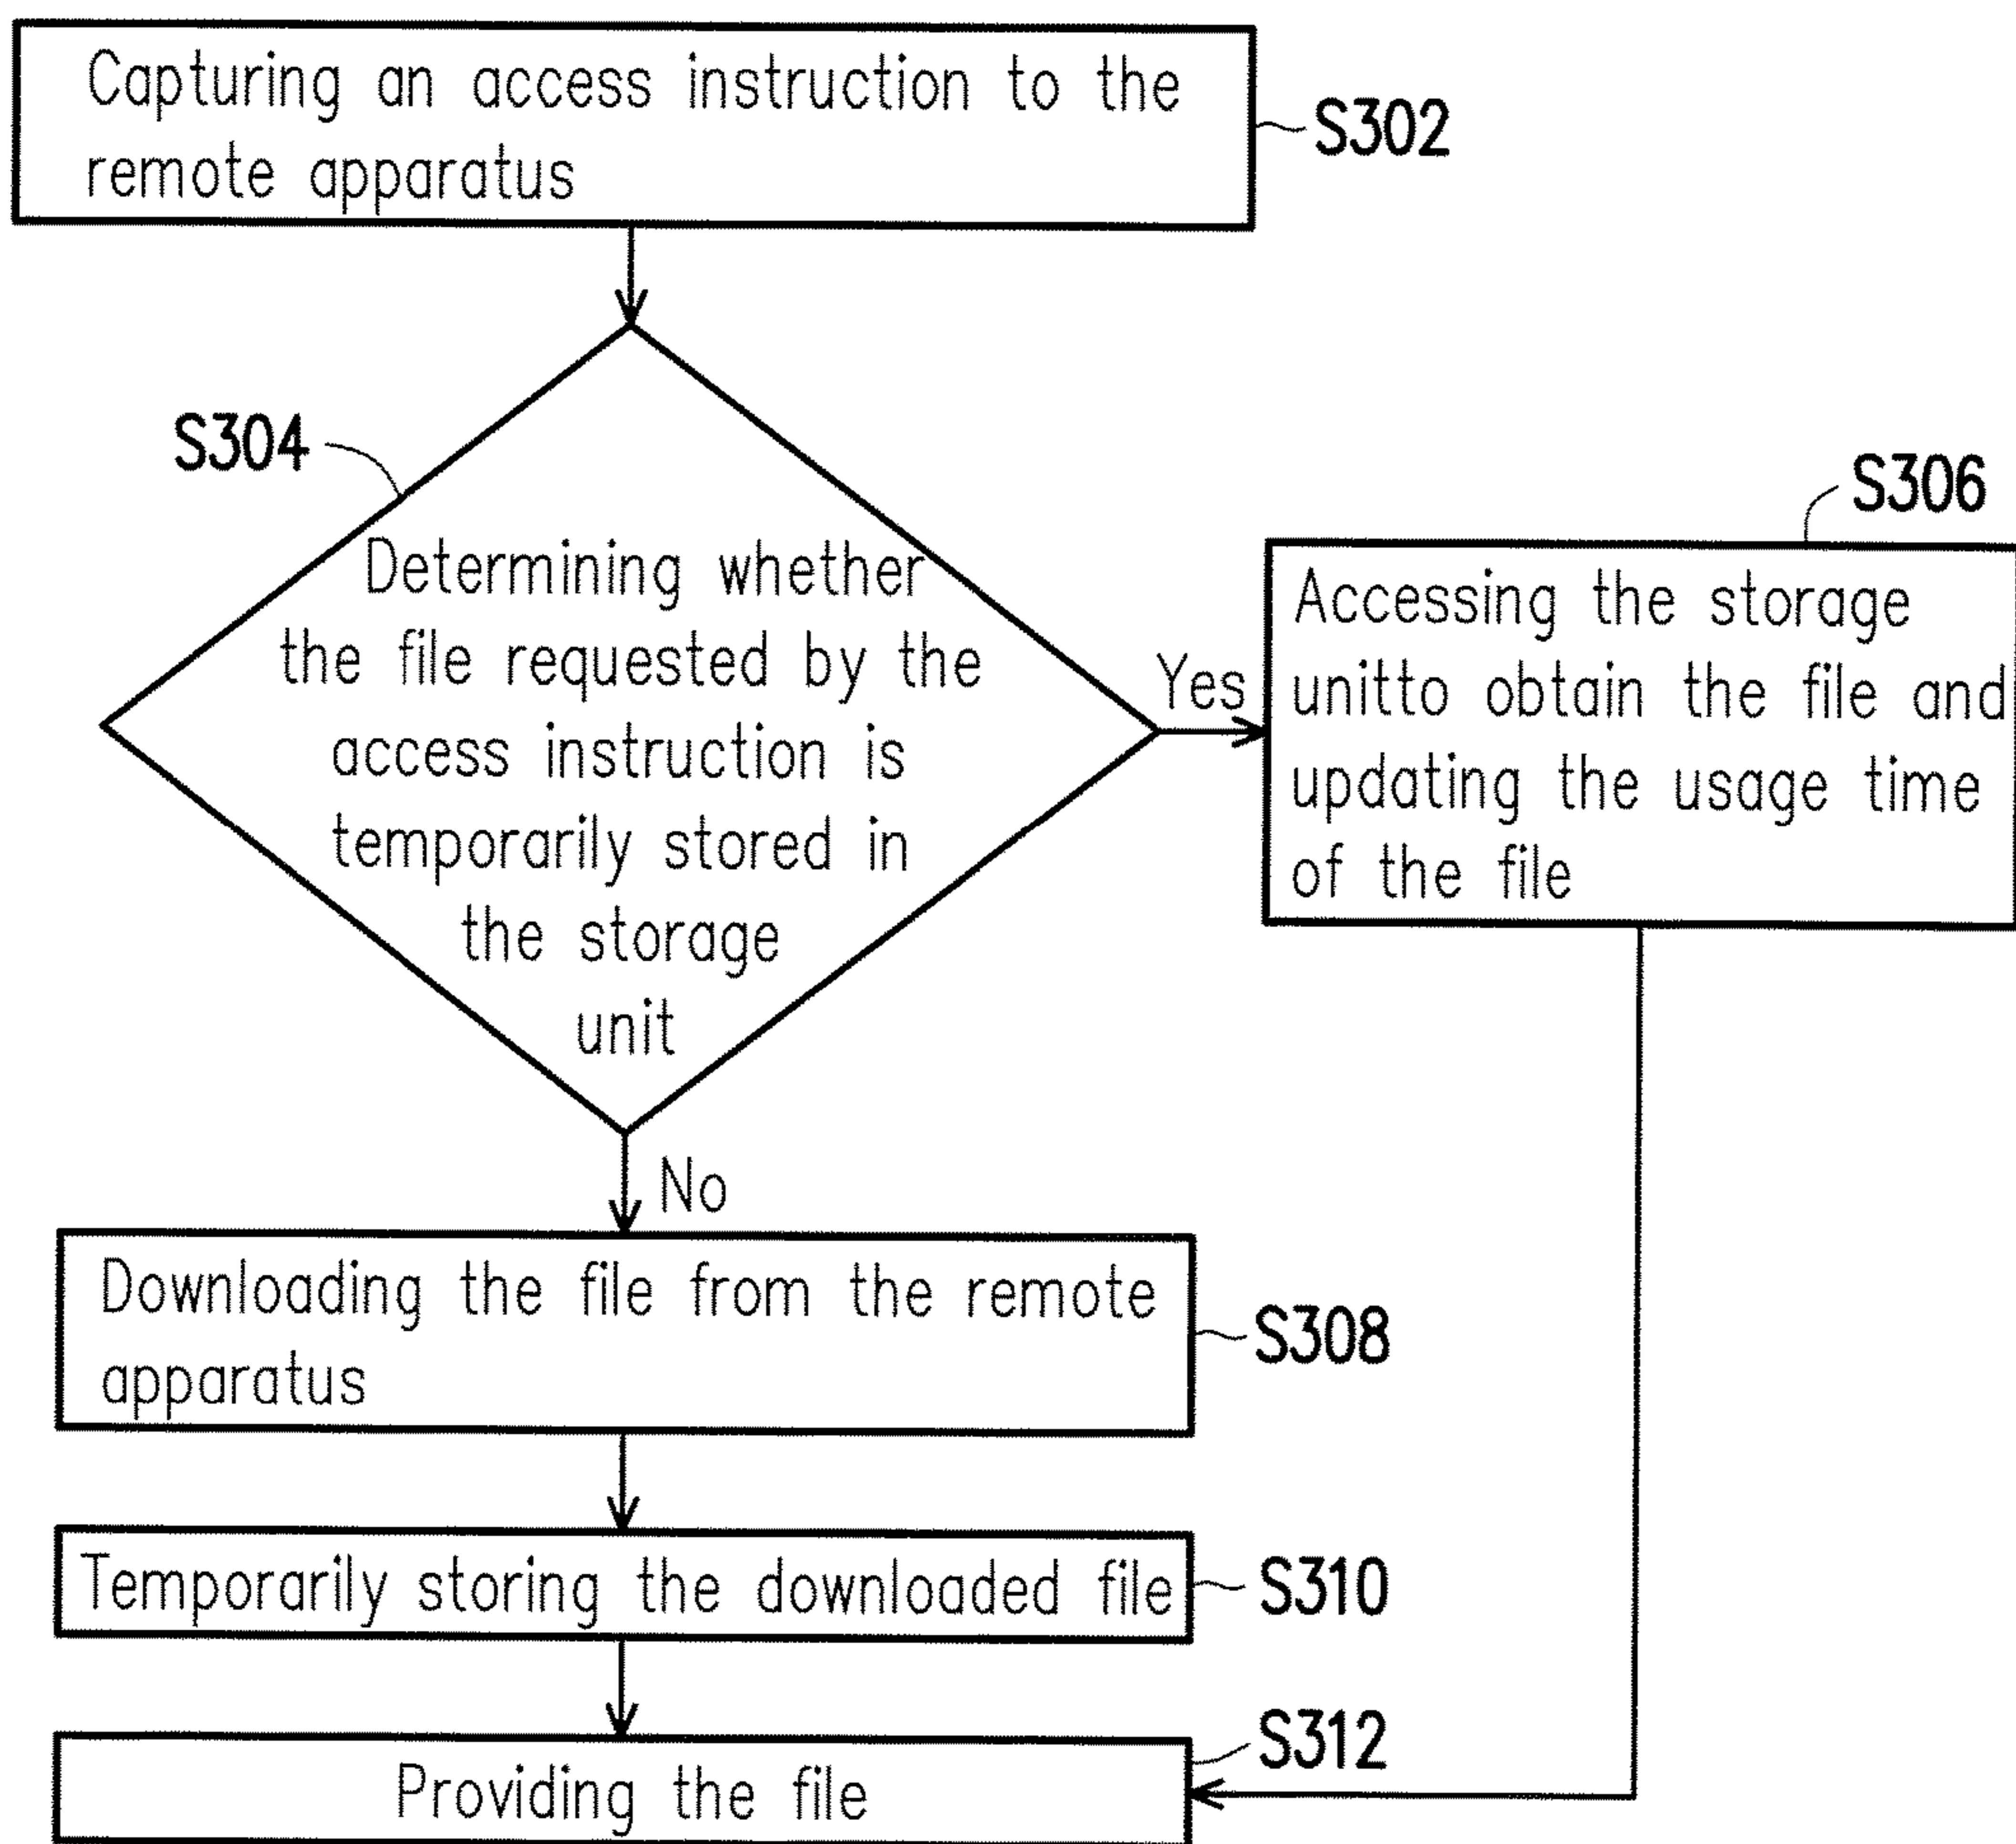 Capturing an access instruction to the
remote apparatus
S302
S304
Determining whether
the file requested by the
access instruction is
temporarily stored in
the storage
unit
Yes
S306
Accessing the storage
unitto obtain the file and
updating the usage time
of the file
No
Downloading the file from the remote
apparatus
S308
Temporarily storing the downloaded file
S310
Providing the file
S312